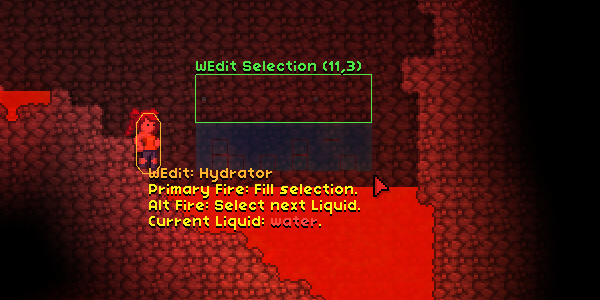 WEdit Selection (11,3)
WEdit: Hydrator
Primary Fire: Fill selection.
Alt Fire: Select next Liquid.
Current Liquid: water.